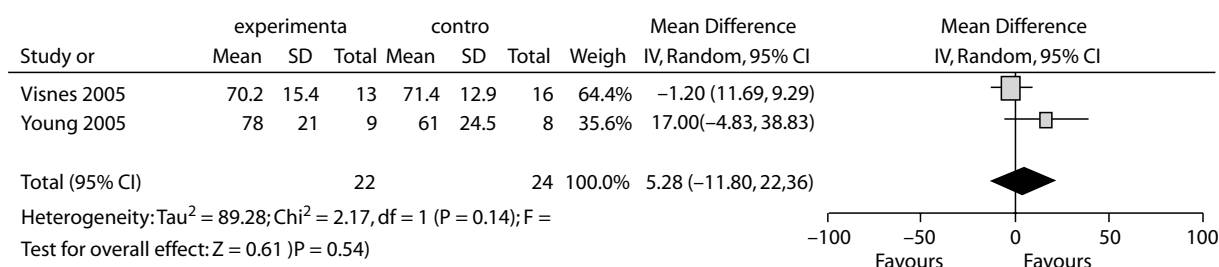 experimenta contro Mean Difference Mean Difference
Study or Mean SD Total Mean SD Total Weigh IV, Random, 95% CI IV, Random, 95% CI
Visnes 2005 70.2 15.4 13 71.4 12.9 16 64.4% −1.20 (11.69, 9.29)
Young 2005 78 21 9 61 24.5 8 35.6% 17.00(−4.83, 38.83)
Total (95% CI) 22 24 100.0% 5.28 (−11.80, 22,36)
Heterogeneity: Tau² = 89.28; Chi² = 2.17, df = 1 (P = 0.14); F =
Test for overall effect: Z = 0.61 )P = 0.54)
−100 −50 0 50 100
Favours Favours